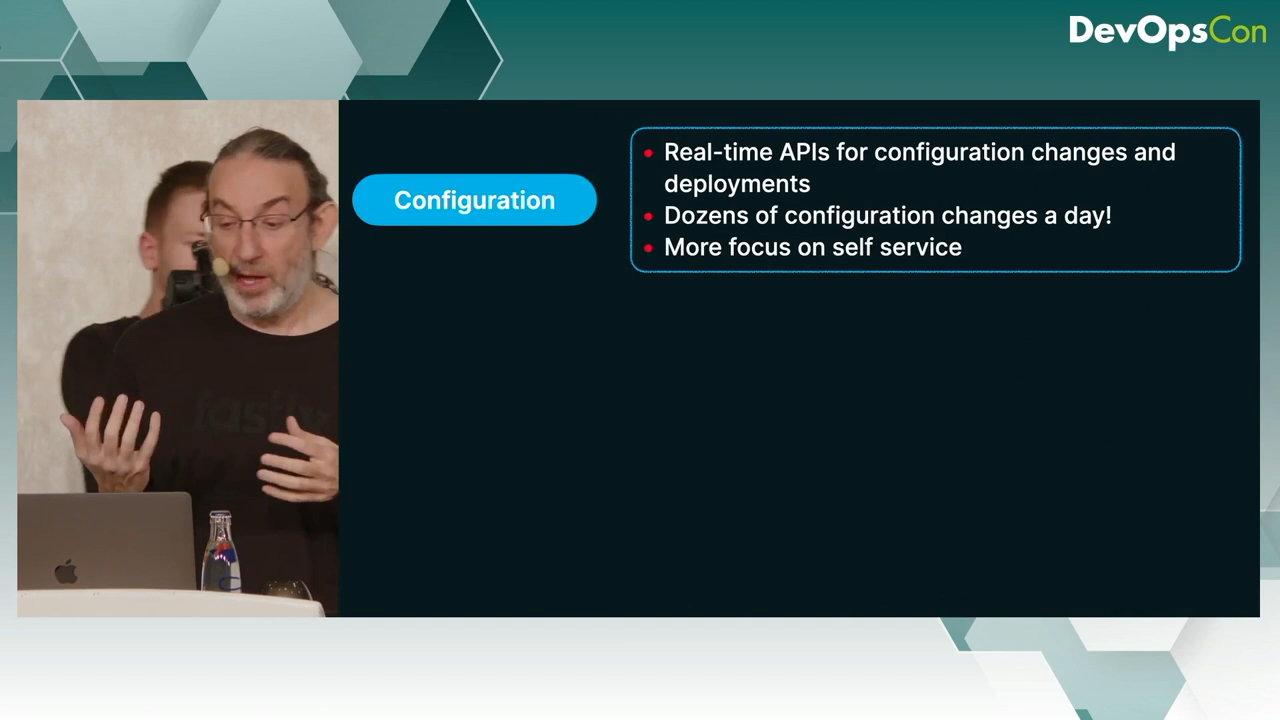 DevOpsCon
Configuration
• Real-time APIs for configuration changes and
deployments
• Dozens of configuration changes a day!
• More focus on self service
fastly